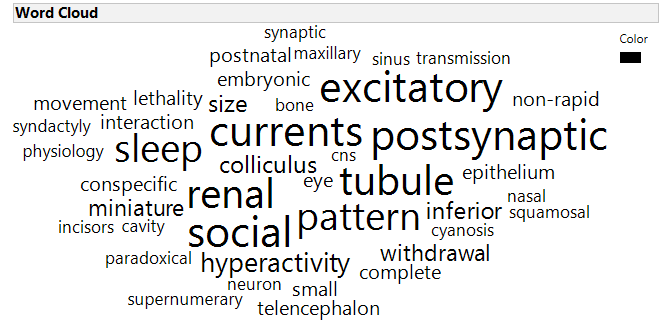 Word Cloud
synaptic
Color
postnatal maxillary
sinus transmission
embryonic
excitatory
movement lethality size bone
non-rapid
syndactyly interaction
currents postsynaptic
physiology sleep
colliculus cns
epithelium
conspecific renal eye tubule
nasal
miniature
pattern inferior squamosal
incisors cavity social
cyanosis
paradoxical hyperactivity
withdrawal
complete
neuron small
supernumerary telencephalon